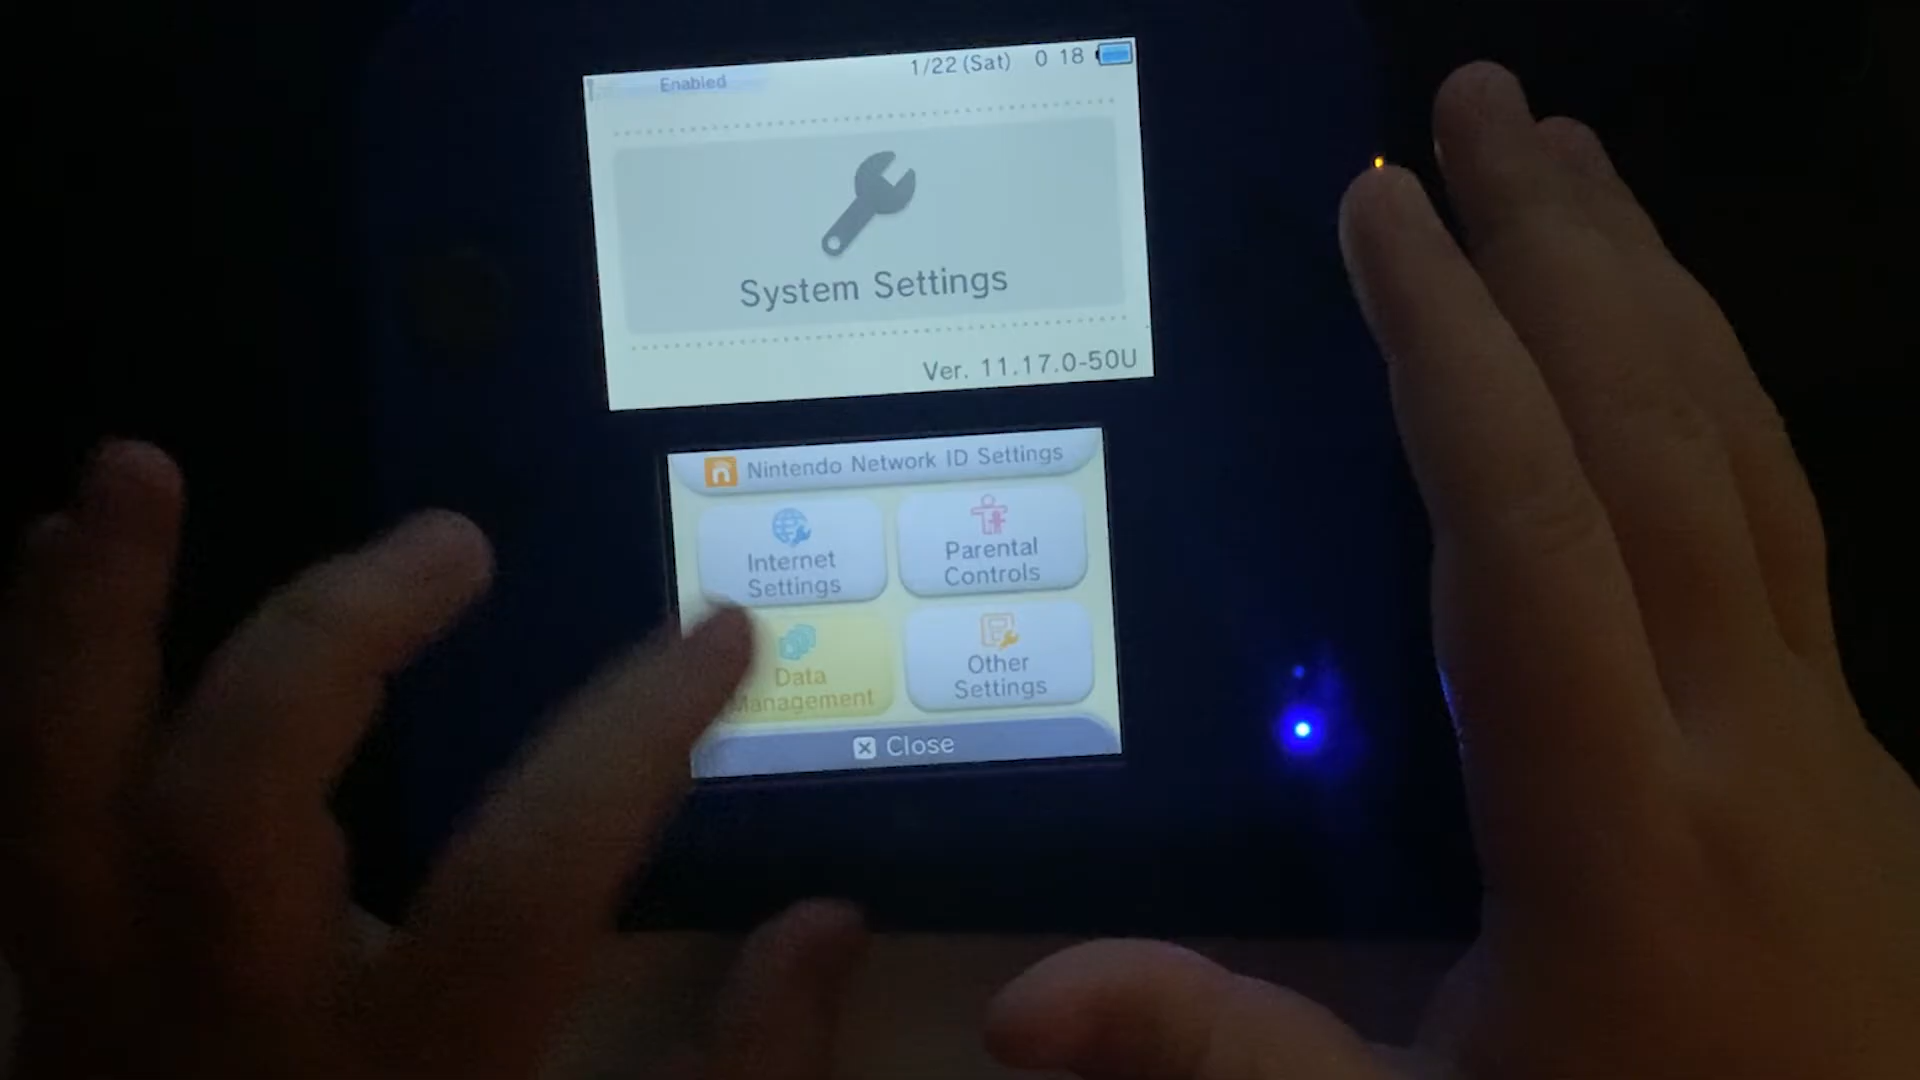 Enabled
1/22 (Sat) 0 18
System Settings
Ver. 11.17.0-50U
Nintendo Network ID Settings
Internet
Settings
Parental
Controls
Data
Management
Other
Settings
Close